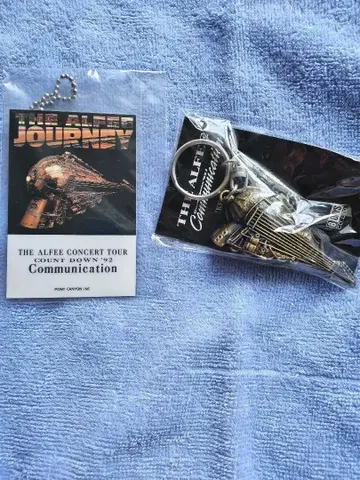 THE ALFEE
JOURNEY
THE ALFEE CONCERT TOUR
COUNT DOWN '92
Communication
PONY CANYON INC
THE ALFEE
Communication